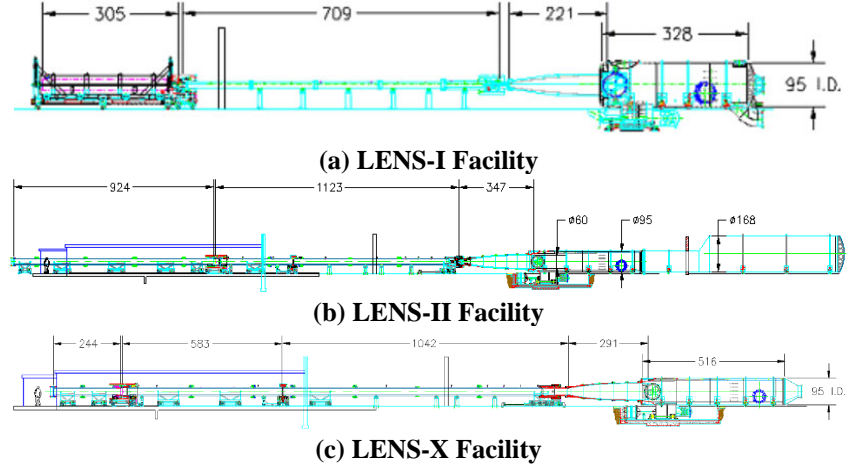 305 709 221 328
95 I.D.
(a) LENS-I Facility
924 1123 347
ø60 ø95 ø168
(b) LENS-II Facility
244 583 1042 291
516
95 I.D.
(c) LENS-X Facility